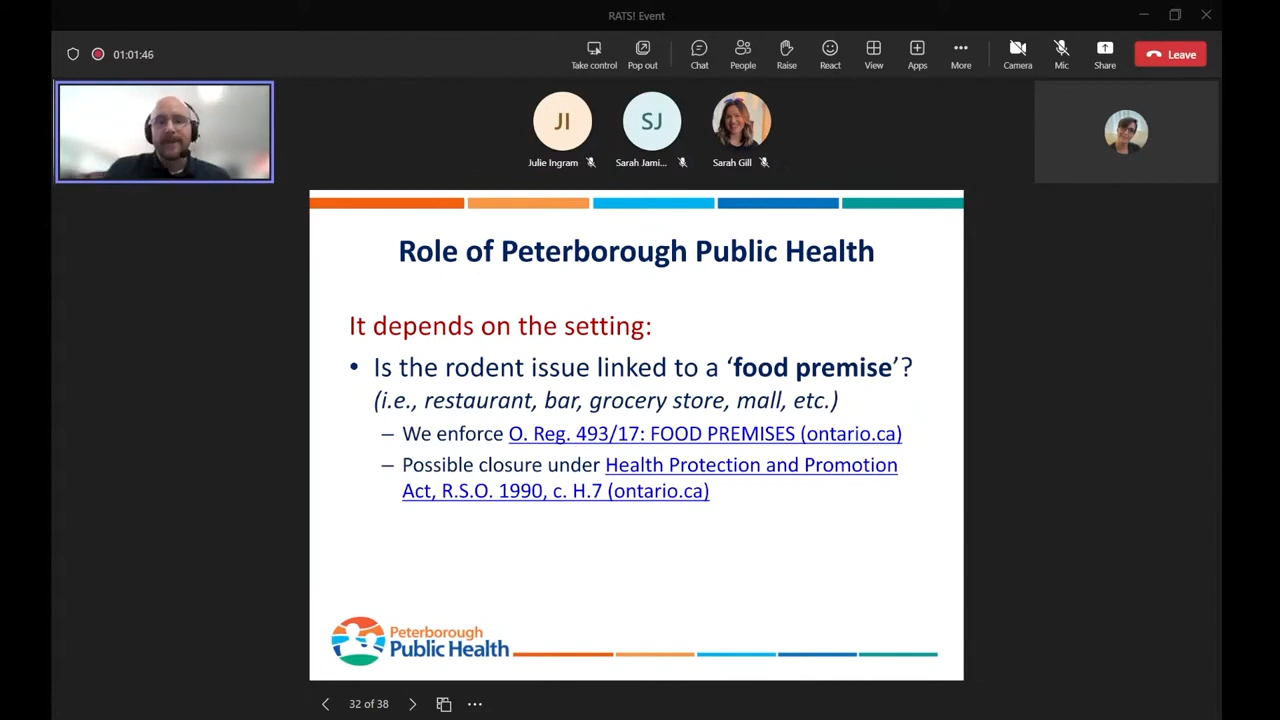 RATS! Event
01:01:46
Take control
Pop out
Chat
People
Raise
React
View
Apps
More
Camera
Mic
Share
Leave
JI
SJ
Julie Ingram
Sarah Jami...
Sarah Gill
Role of Peterborough Public Health
It depends on the setting:
• Is the rodent issue linked to a ‘food premise’?
(i.e., restaurant, bar, grocery store, mall, etc.)
– We enforce O. Reg. 493/17: FOOD PREMISES (ontario.ca)
– Possible closure under Health Protection and Promotion
Act, R.S.O. 1990, c. H.7 (ontario.ca)
Peterborough
Public Health
32 of 38